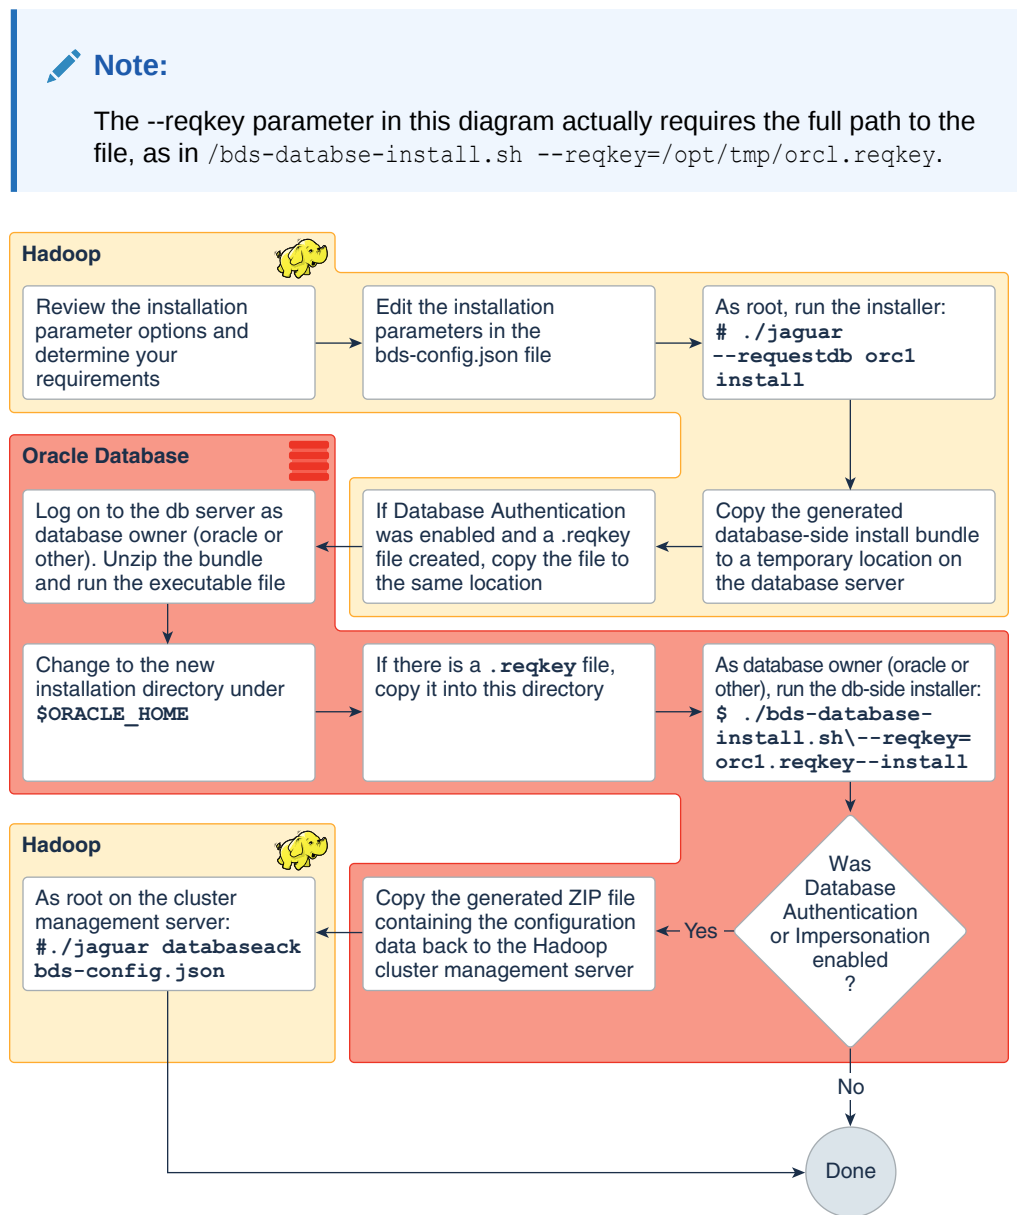 Note:
The --reqkey parameter in this diagram actually requires the full path to the
file, as in /bds-databse-install.sh --reqkey=/opt/tmp/orcl.reqkey.
Hadoop
Review the installation
parameter options and
determine your
requirements
Edit the installation
parameters in the
bds-config.json file
As root, run the installer:
# ./jaguar
--requestdb orc1
install
Copy the generated
database-side install bundle
to a temporary location on
the database server
If Database Authentication
was enabled and a .reqkey
file created, copy the file to
the same location
Oracle Database
Log on to the db server as
database owner (oracle or
other). Unzip the bundle
and run the executable file
Change to the new
installation directory under
$ORACLE_HOME
If there is a .reqkey file,
copy it into this directory
As database owner (oracle or
other), run the db-side installer:
$ ./bds-database-
install.sh\--reqkey=
orc1.reqkey--install
Was
Database
Authentication
or Impersonation
enabled
?
Yes
Copy the generated ZIP file
containing the configuration
data back to the Hadoop
cluster management server
Hadoop
As root on the cluster
management server:
#./jaguar databaseack
bds-config.json
No
Done